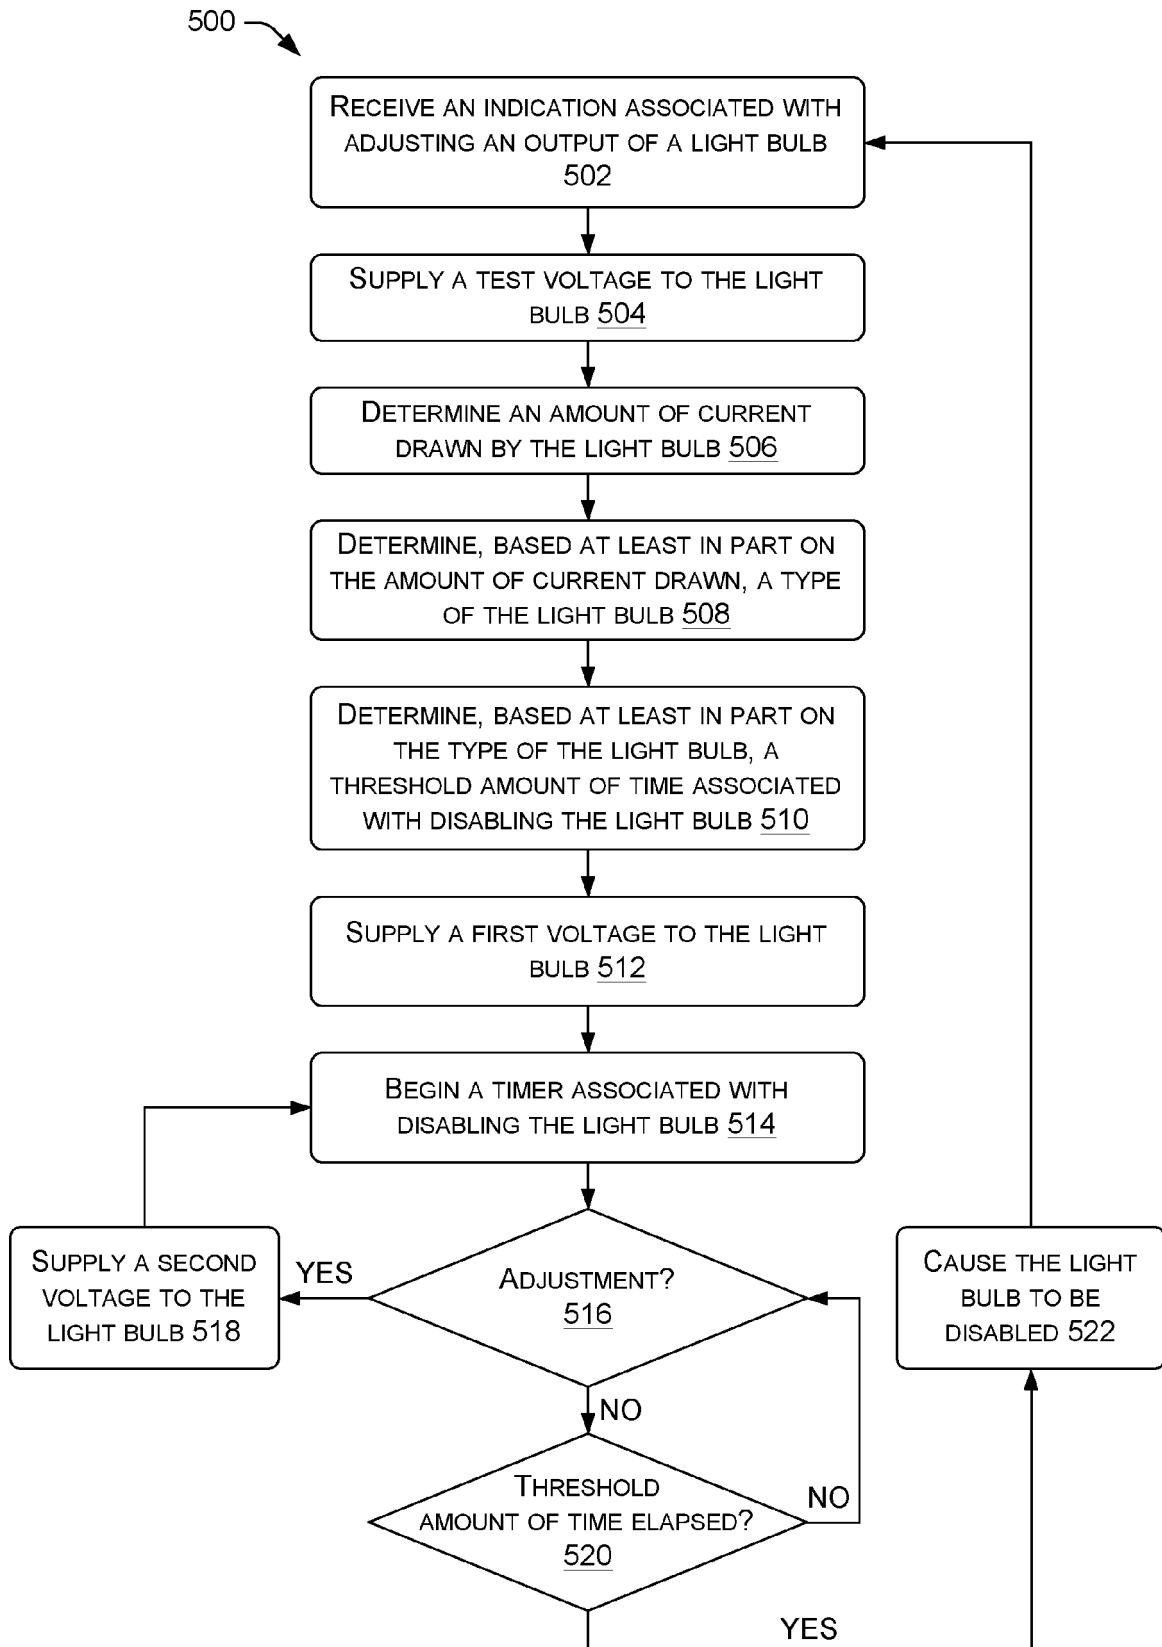 500
RECEIVE AN INDICATION ASSOCIATED WITH
ADJUSTING AN OUTPUT OF A LIGHT BULB
502
SUPPLY A TEST VOLTAGE TO THE LIGHT
BULB 504
DETERMINE AN AMOUNT OF CURRENT
DRAWN BY THE LIGHT BULB 506
DETERMINE, BASED AT LEAST IN PART ON
THE AMOUNT OF CURRENT DRAWN, A TYPE
OF THE LIGHT BULB 508
DETERMINE, BASED AT LEAST IN PART ON
THE TYPE OF THE LIGHT BULB, A
THRESHOLD AMOUNT OF TIME ASSOCIATED
WITH DISABLING THE LIGHT BULB 510
SUPPLY A FIRST VOLTAGE TO THE LIGHT
BULB 512
BEGIN A TIMER ASSOCIATED WITH
DISABLING THE LIGHT BULB 514
SUPPLY A SECOND
VOLTAGE TO THE
LIGHT BULB 518
YES
ADJUSTMENT?
516
CAUSE THE LIGHT
BULB TO BE
DISABLED 522
NO
THRESHOLD
AMOUNT OF TIME ELAPSED?
520
NO
YES